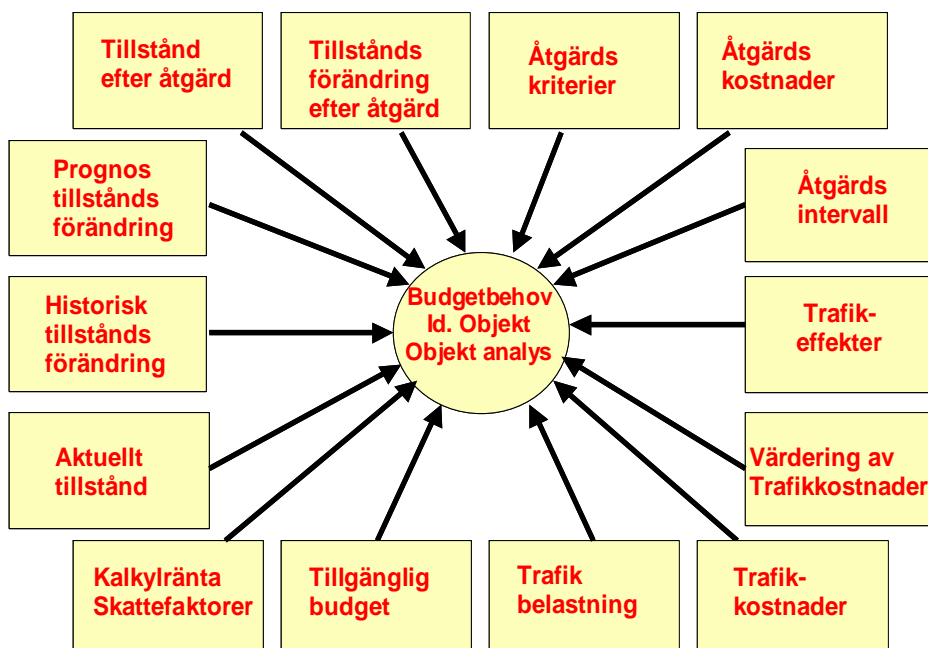 Tillstånd
efter åtgärd
Tillstånds
förändring
efter åtgärd
Åtgärds
kriterier
Åtgärds
kostnader
Prognos
tillstånds
förändring
Åtgärds
intervall
Historisk
tillstånds
förändring
Budgetbehov
Id. Objekt
Objekt analys
Trafik-
effekter
Aktuellt
tillstånd
Värdering av
Trafikkostnader
Kalkylränta
Skattefaktorer
Tillgänglig
budget
Trafik
belastning
Trafik-
kostnader